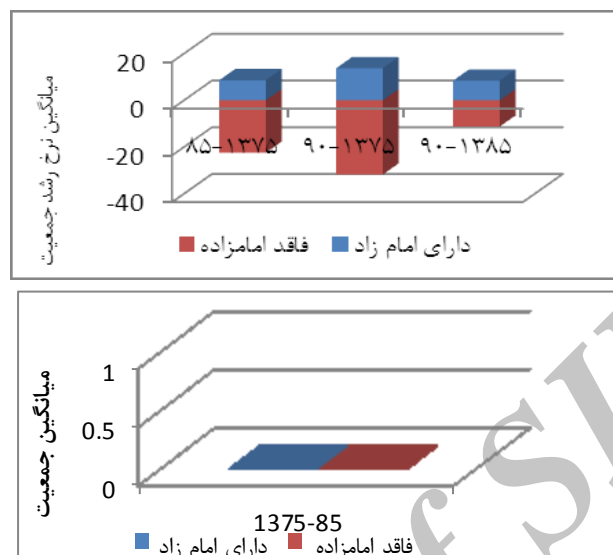 میانگین نرخ رشد جمعیت
20
0
-20
-40
۱۳۷۵-۸۵ ۱۳۷۵-۹۰ ۱۳۸۵-۹۰
دارای امام زاد فاقد امامزاده
میانگین جمعیت
1
0.5
0
1375-85
دارای امام زاد فاقد امامزاده